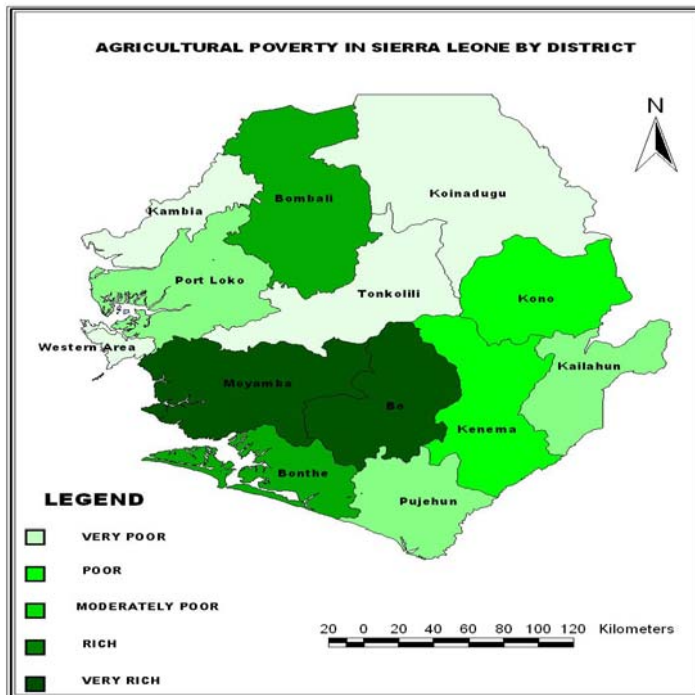 AGRICULTURAL POVERTY IN SIERRA LEONE BY DISTRICT
N
Koinadugu
Bombali
Kambia
Port Loko
Tonkolili
Kono
Western Area
Kailahun
Moyamba
Bo
Kenema
Bonthe
Pujehun
LEGEND
VERY POOR
POOR
MODERATELY POOR
RICH
VERY RICH
20 0 20 40 60 80 100 120 Kilometers